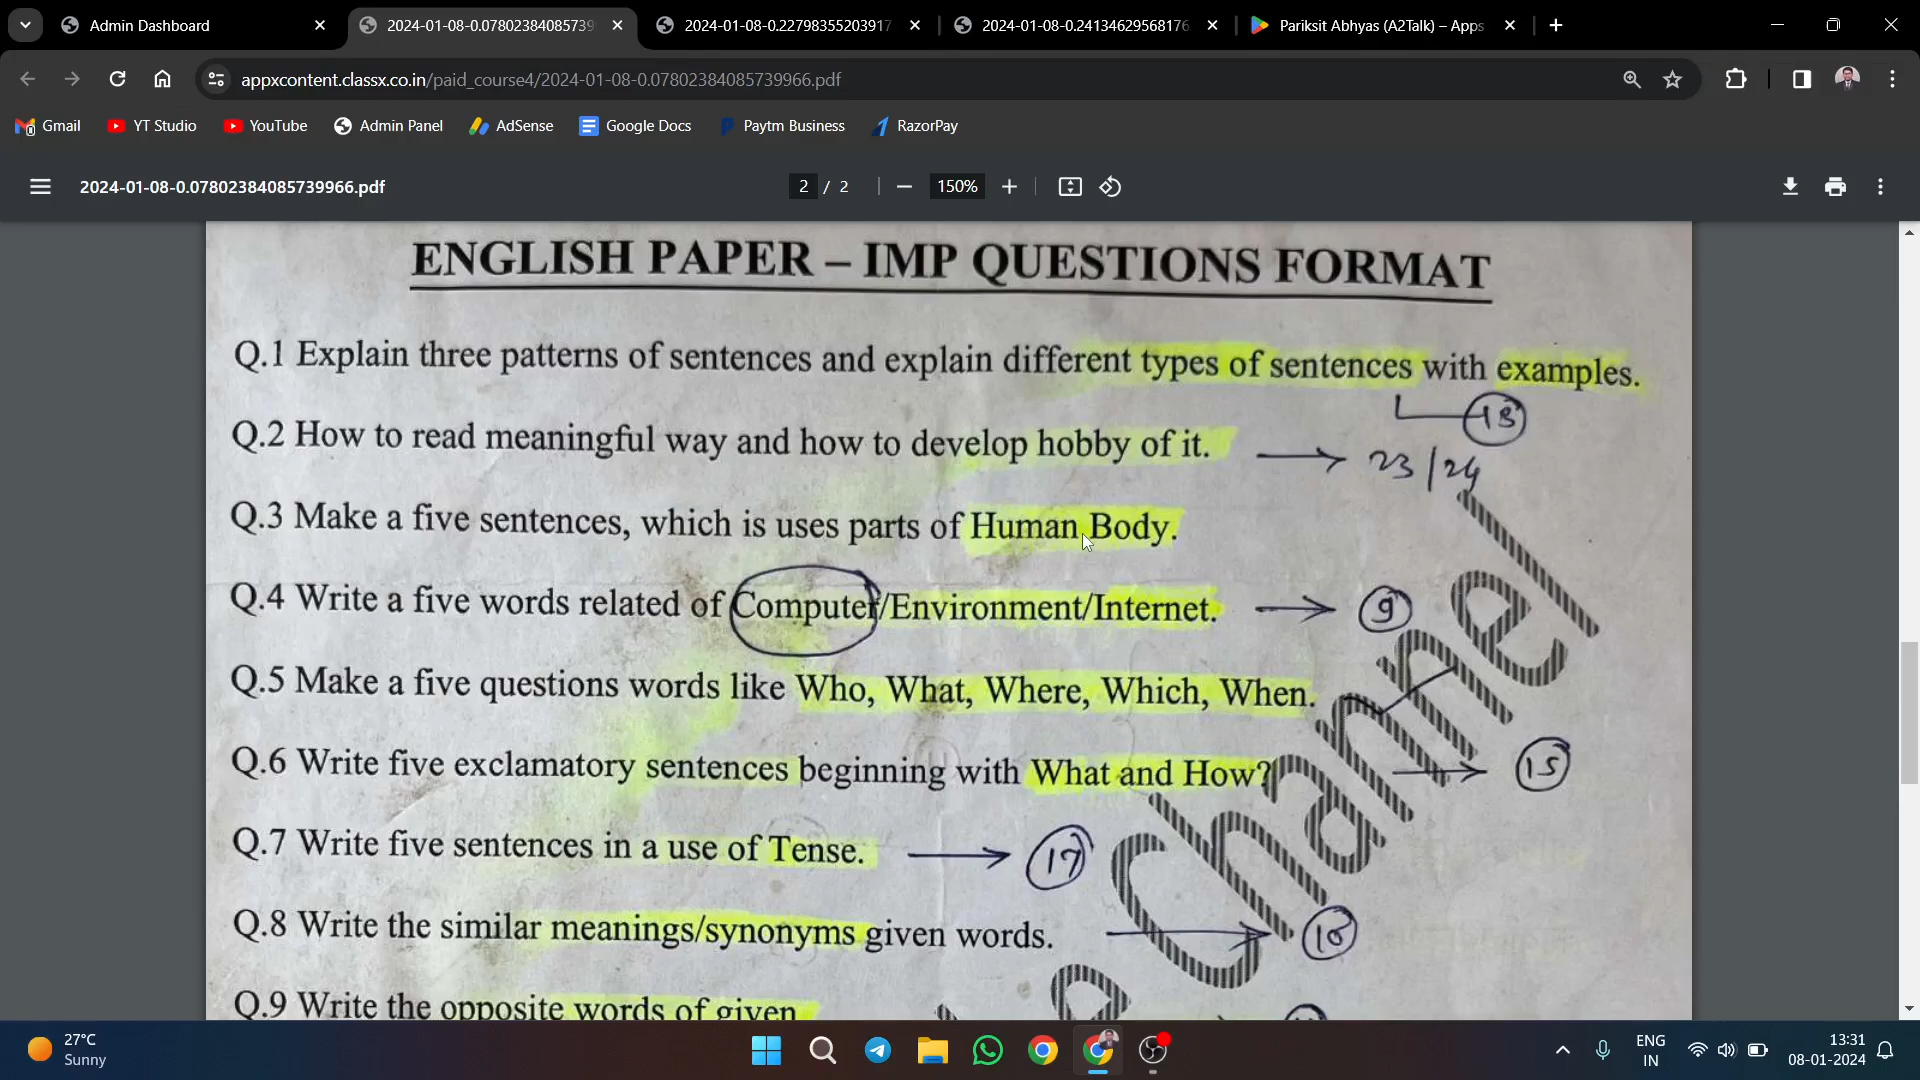 Admin Dashboard
2024-01-08-0.07802384085739
2024-01-08-0.22798355203917
2024-01-08-0.24134629568176
Pariksit Abhyas (A2Talk) – Apps
appxcontent.classx.co.in/paid_course4/2024-01-08-0.07802384085739966.pdf
Gmail YT Studio YouTube Admin Panel AdSense Google Docs Paytm Business RazorPay
2024-01-08-0.07802384085739966.pdf
2 / 2
150%
ENGLISH PAPER – IMP QUESTIONS FORMAT
Q.1 Explain three patterns of sentences and explain different types of sentences with examples.
Q.2 How to read meaningful way and how to develop hobby of it. 23/24
Q.3 Make a five sentences, which is uses parts of Human Body.
Q.4 Write a five words related of Computer/Environment/Internet. 9
Q.5 Make a five questions words like Who, What, Where, Which, When.
Q.6 Write five exclamatory sentences beginning with What and How? 15
Q.7 Write five sentences in a use of Tense. 17
Q.8 Write the similar meanings/synonyms given words.
Q.9 Write the opposite words of given
Channel
27°C
Sunny
ENG
IN
13:31
08-01-2024